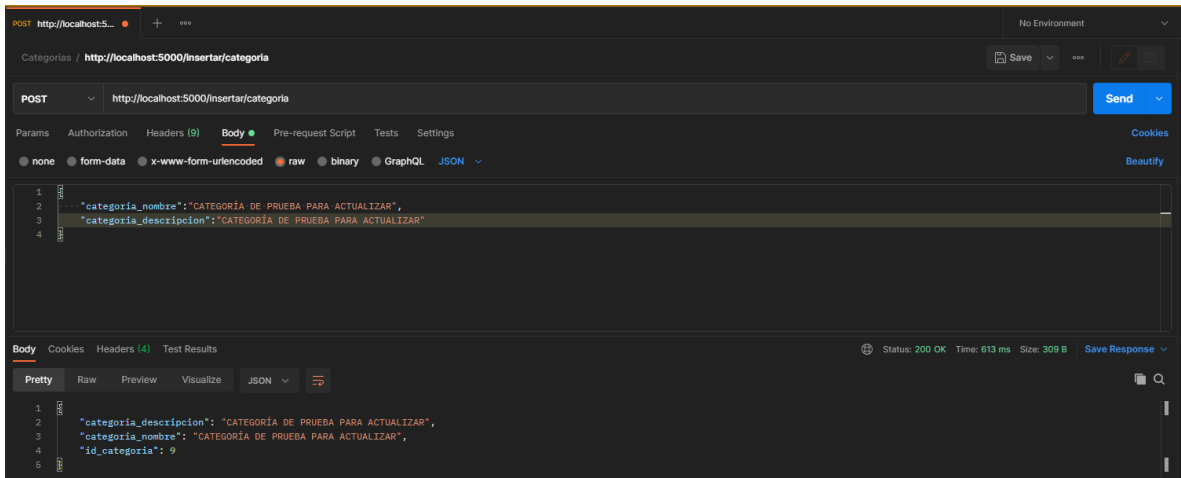 POST http://localhost:5...
No Environment
Categorias / http://localhost:5000/insertar/categoria
Save
POST http://localhost:5000/insertar/categoria Send
Params Authorization Headers (9) Body Pre-request Script Tests Settings Cookies
none form-data x-www-form-urlencoded raw binary GraphQL JSON Beautify
1 {
2 "categoria_nombre":"CATEGORÍA DE PRUEBA PARA ACTUALIZAR",
3 "categoria_descripcion":"CATEGORÍA DE PRUEBA PARA ACTUALIZAR"
4 }
Body Cookies Headers (4) Test Results Status: 200 OK Time: 613 ms Size: 309 B Save Response
Pretty Raw Preview Visualize JSON
1 {
2 "categoria_descripcion": "CATEGORÍA DE PRUEBA PARA ACTUALIZAR",
3 "categoria_nombre": "CATEGORÍA DE PRUEBA PARA ACTUALIZAR",
4 "id_categoria": 9
5 }